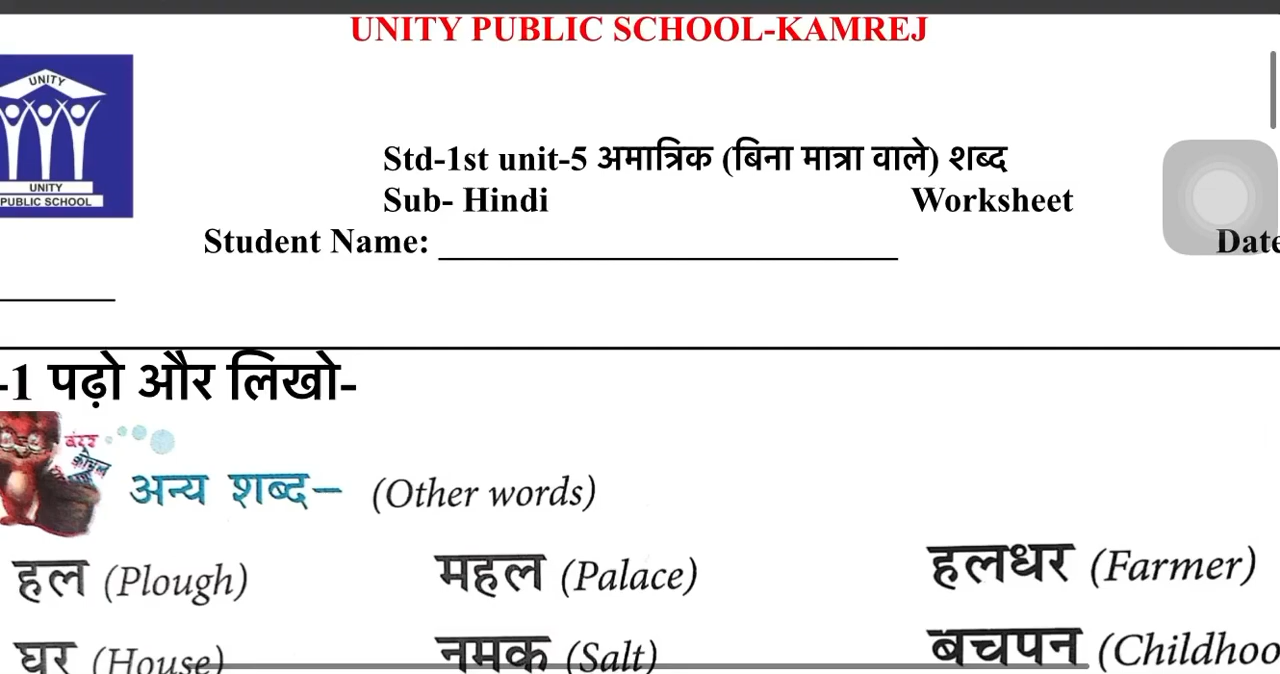 UNITY PUBLIC SCHOOL-KAMREJ
UNITY
UNITY
PUBLIC SCHOOL
Std-1st unit-5 अमात्रिक (बिना मात्रा वाले) शब्द
Sub- Hindi Worksheet
Student Name: Date
-1 पढ़ो और लिखो-
बंदर
कोयल
अन्य शब्द– (Other words)
हल (Plough) महल (Palace) हलधर (Farmer)
घर (House) नमक (Salt) बचपन (Childhoo